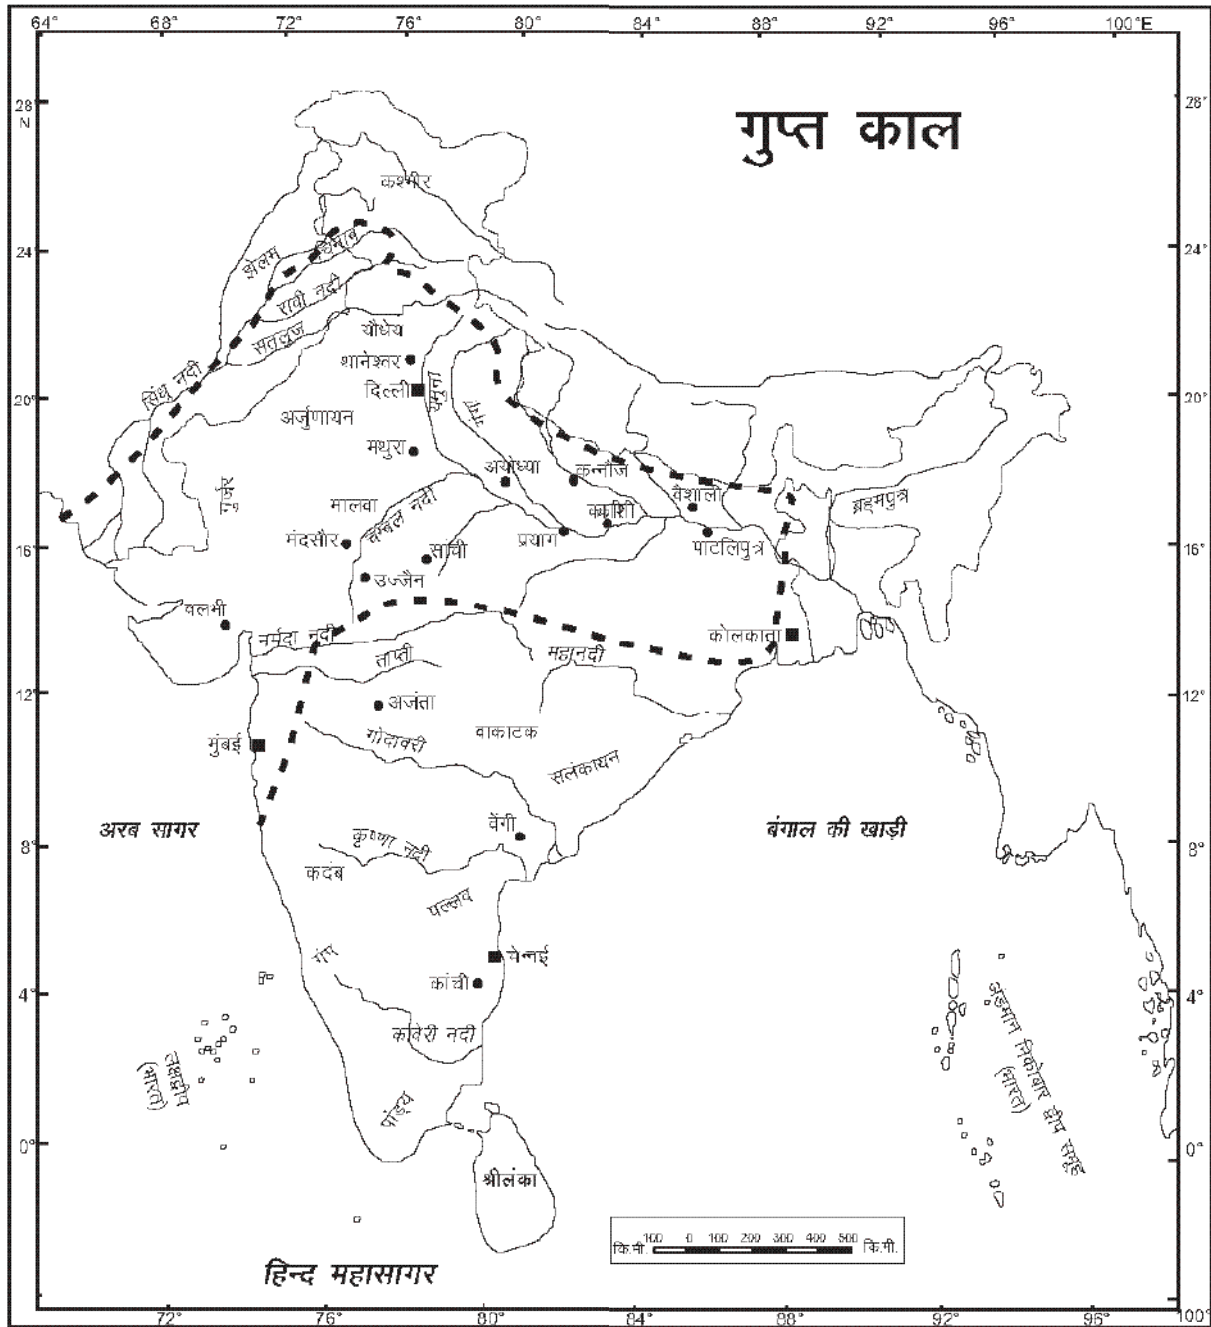 64° 68° 72° 76° 80° 84° 88° 92° 96° 100°E
गुप्त काल
28° N
28°
कश्मीर
24°
24°
झेलम
चिनाब
रावी नदी
सतलुज
यौधेय
थानेश्वर
सिंधु नदी
दिल्ली
यमुना
गंगा
20°
20°
अर्जुणायन
मथुरा
अयोध्या
कन्नौज
गुर्जर
मालवा
चम्बल नदी
काशी
वैशाली
ब्रह्मपुत्र
मंदसौर
सांची
प्रयाग
पाटलिपुत्र
16°
16°
उज्जैन
वलभी
नर्मदा नदी
ताप्ती
महानदी
कोलकाता
12°
12°
अजंता
गोदावरी
वाकाटक
मुंबई
सलंकायन
अरब सागर
वेंगी
बंगाल की खाड़ी
कृष्णा नदी
8°
8°
कदंब
पल्लव
गंग
चेन्नई
कांची
4°
4°
कावेरी नदी
लक्षद्वीप
(भारत)
अंडमान निकोबार द्वीप समूह
(भारत)
पांड्य
0°
0°
श्रीलंका
कि.मी. 100 0 100 200 300 400 500 कि.मी.
हिन्द महासागर
72° 76° 80° 84° 88° 92° 96° 100°